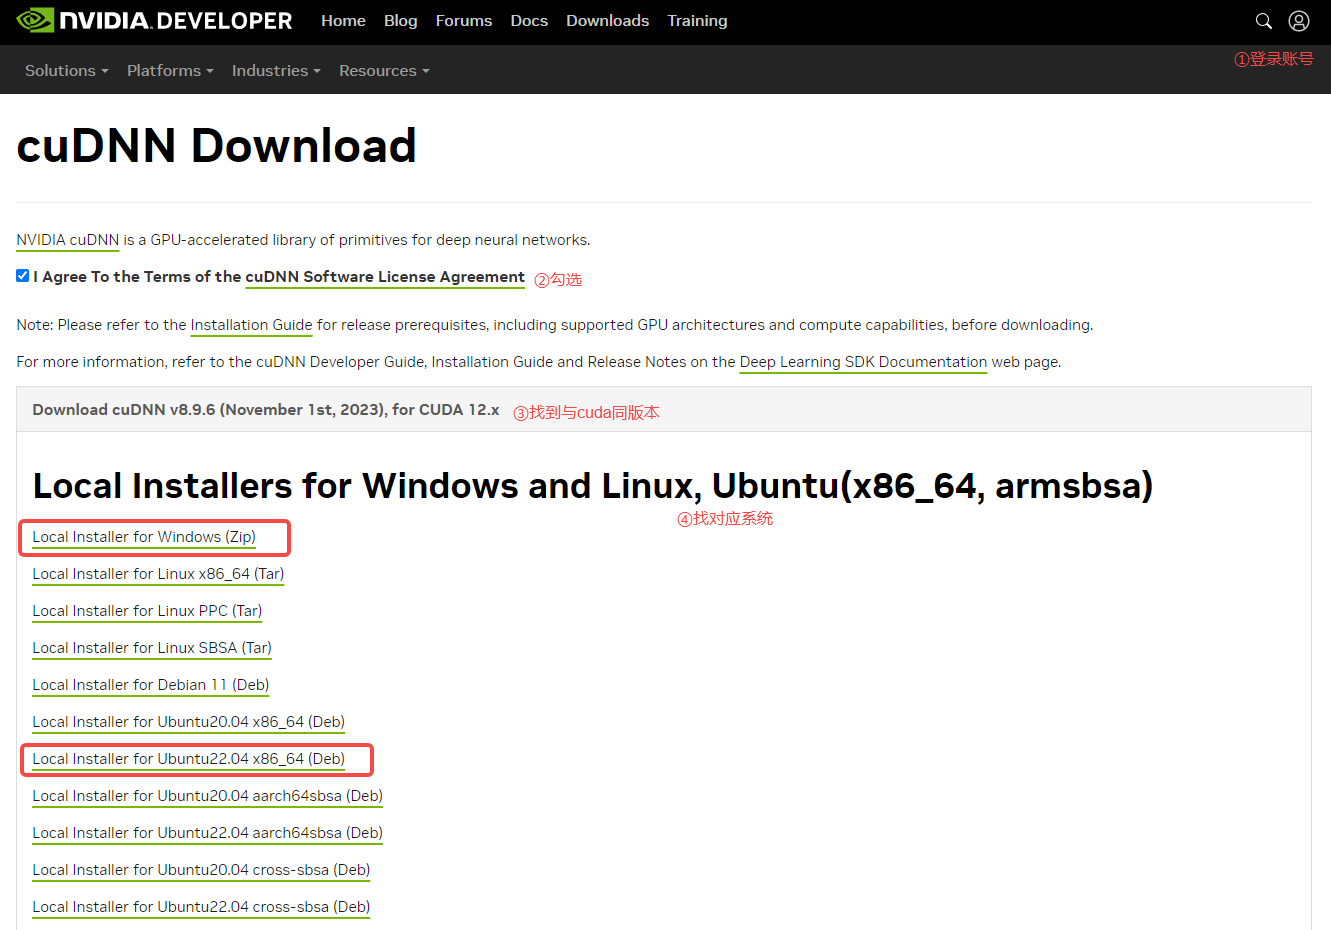 NVIDIA. DEVELOPER Home Blog Forums Docs Downloads Training
Solutions Platforms Industries Resources
①登录账号
cuDNN Download
NVIDIA cuDNN is a GPU-accelerated library of primitives for deep neural networks.
I Agree To the Terms of the cuDNN Software License Agreement ②勾选
Note: Please refer to the Installation Guide for release prerequisites, including supported GPU architectures and compute capabilities, before downloading.
For more information, refer to the cuDNN Developer Guide, Installation Guide and Release Notes on the Deep Learning SDK Documentation web page.
Download cuDNN v8.9.6 (November 1st, 2023), for CUDA 12.x ③找到与cuda同版本
Local Installers for Windows and Linux, Ubuntu(x86_64, armsbsa)
④找对应系统
Local Installer for Windows (Zip)
Local Installer for Linux x86_64 (Tar)
Local Installer for Linux PPC (Tar)
Local Installer for Linux SBSA (Tar)
Local Installer for Debian 11 (Deb)
Local Installer for Ubuntu20.04 x86_64 (Deb)
Local Installer for Ubuntu22.04 x86_64 (Deb)
Local Installer for Ubuntu20.04 aarch64sbsa (Deb)
Local Installer for Ubuntu22.04 aarch64sbsa (Deb)
Local Installer for Ubuntu20.04 cross-sbsa (Deb)
Local Installer for Ubuntu22.04 cross-sbsa (Deb)